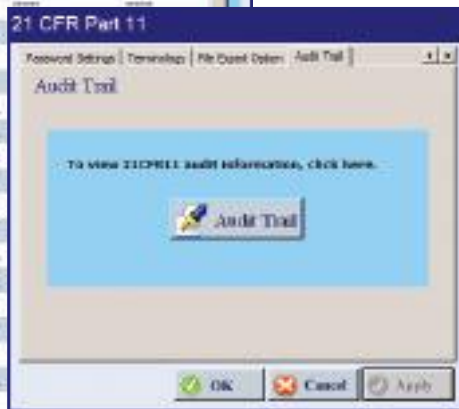 21 CFR Part 11
Password Settings Terminology File Export Options Audit Trail
Audit Trail
To view 21CFR11 audit information, click here.
Audit Trail
OK Cancel Apply